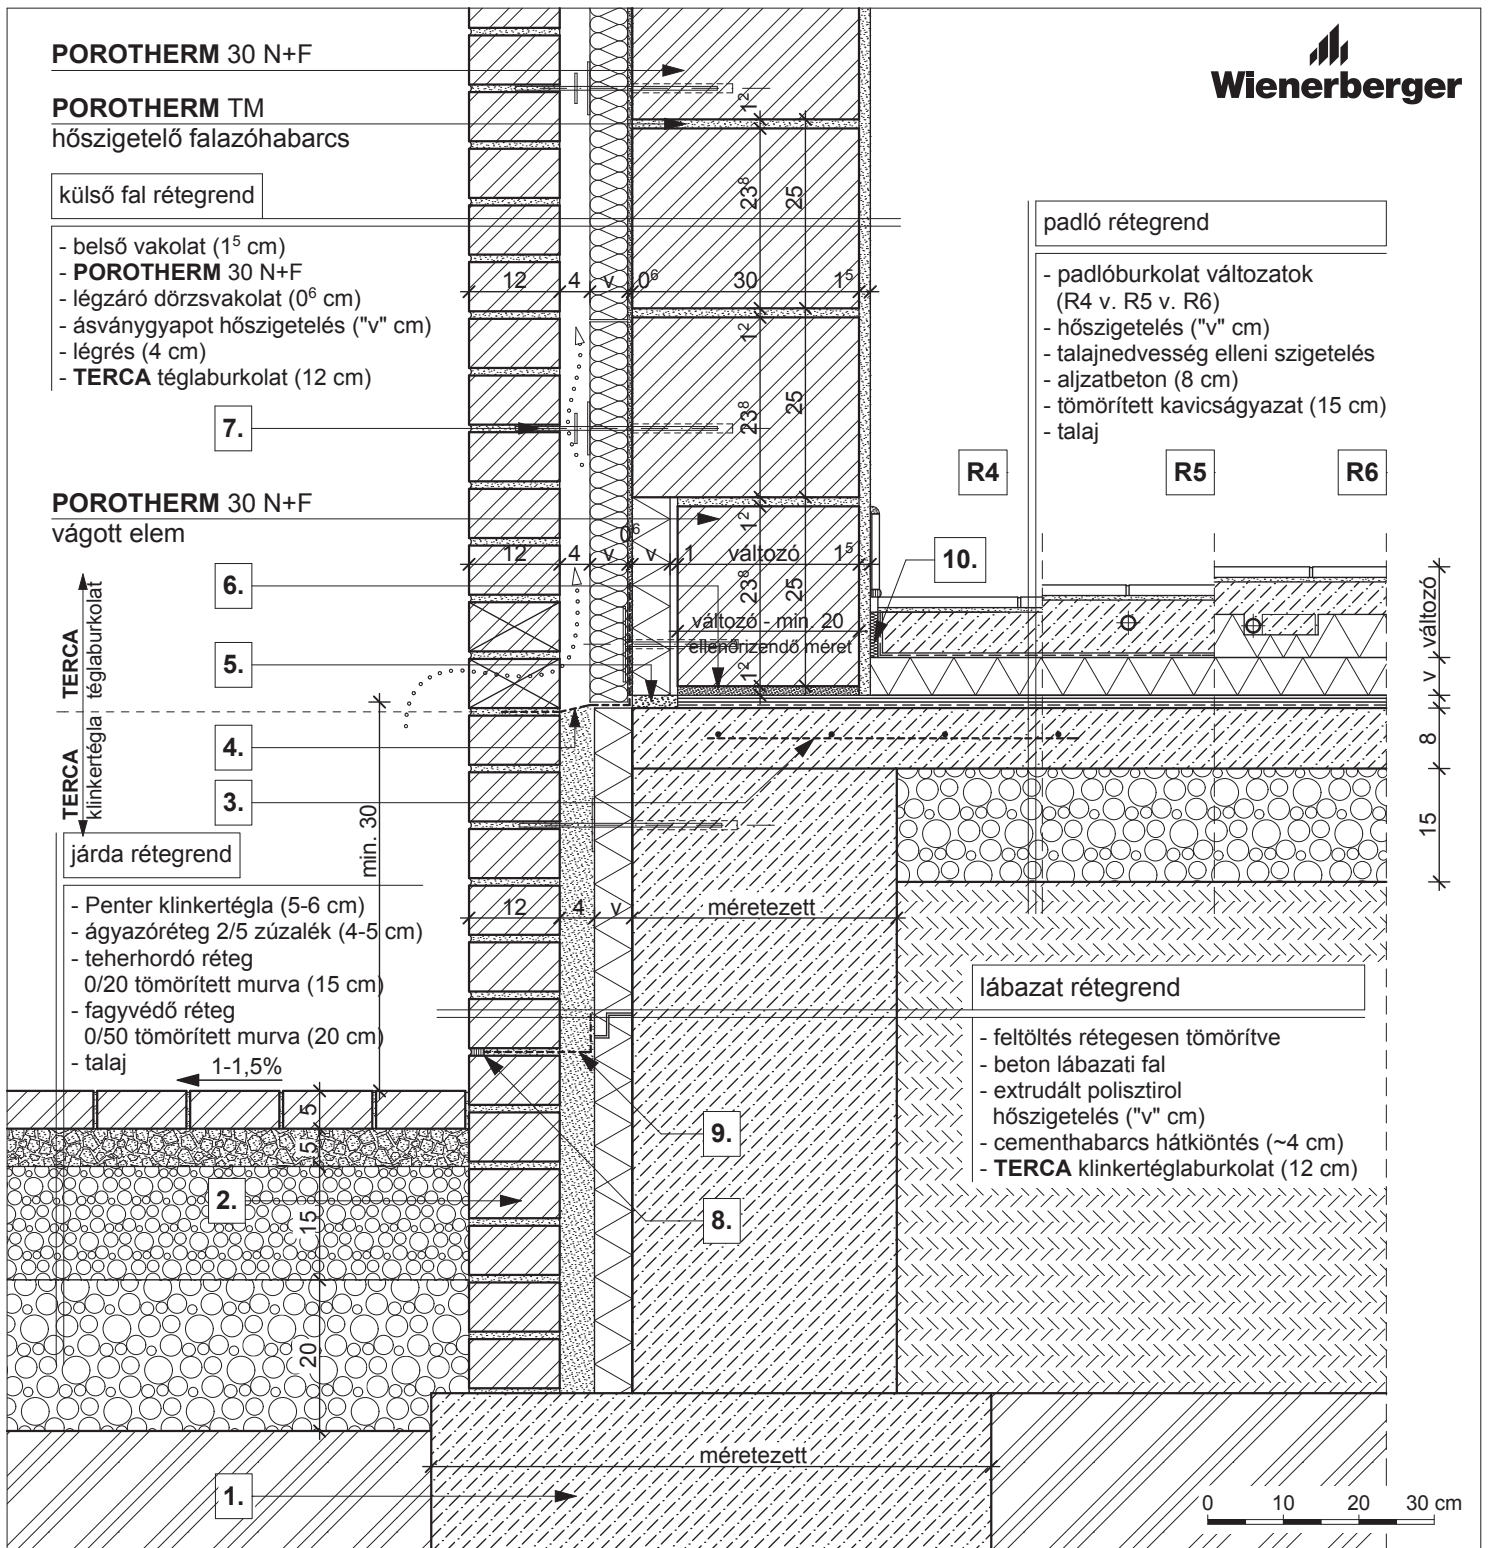 POROTHERM 30 N+F
POROTHERM TM
hőszigetelő falazóhabarcs
Wienerberger
külső fal rétegrend
- belső vakolat (1⁵ cm)
- POROTHERM 30 N+F
- légzáró dörzsvakolat (0⁶ cm)
- ásványgyapot hőszigetelés ("v" cm)
- légrés (4 cm)
- TERCA téglaburkolat (12 cm)
7.
POROTHERM 30 N+F
vágott elem
6.
5.
4.
3.
TERCA
téglaburkolat
TERCA
klinkertégla
min. 30
járda rétegrend
- Penter klinkertégla (5-6 cm)
- ágyazóréteg 2/5 zúzalék (4-5 cm)
- teherhordó réteg
0/20 tömörített murva (15 cm)
- fagyvédő réteg
0/50 tömörített murva (20 cm)
- talaj
1-1,5%
5
5
15
20
2.
1.
12 4 v 0⁶ 30 1⁵
1²
23⁸
25
1²
23⁸
25
0⁶
12 4 v v 1 változó 1⁵
1²
23⁸
25
változó - min. 20
ellenőrizendő méret
1²
10.
padló rétegrend
- padlóburkolat változatok
(R4 v. R5 v. R6)
- hőszigetelés ("v" cm)
- talajnedvesség elleni szigetelés
- aljzatbeton (8 cm)
- tömörített kavicságyazat (15 cm)
- talaj
R4 R5 R6
változó
v
8
15
12 4 v méretezett
lábazat rétegrend
- feltöltés rétegesen tömörítve
- beton lábazati fal
- extrudált polisztirol
hőszigetelés ("v" cm)
- cementhabarcs hátkiöntés (~4 cm)
- TERCA klinkertéglaburkolat (12 cm)
9.
8.
méretezett
0 10 20 30 cm